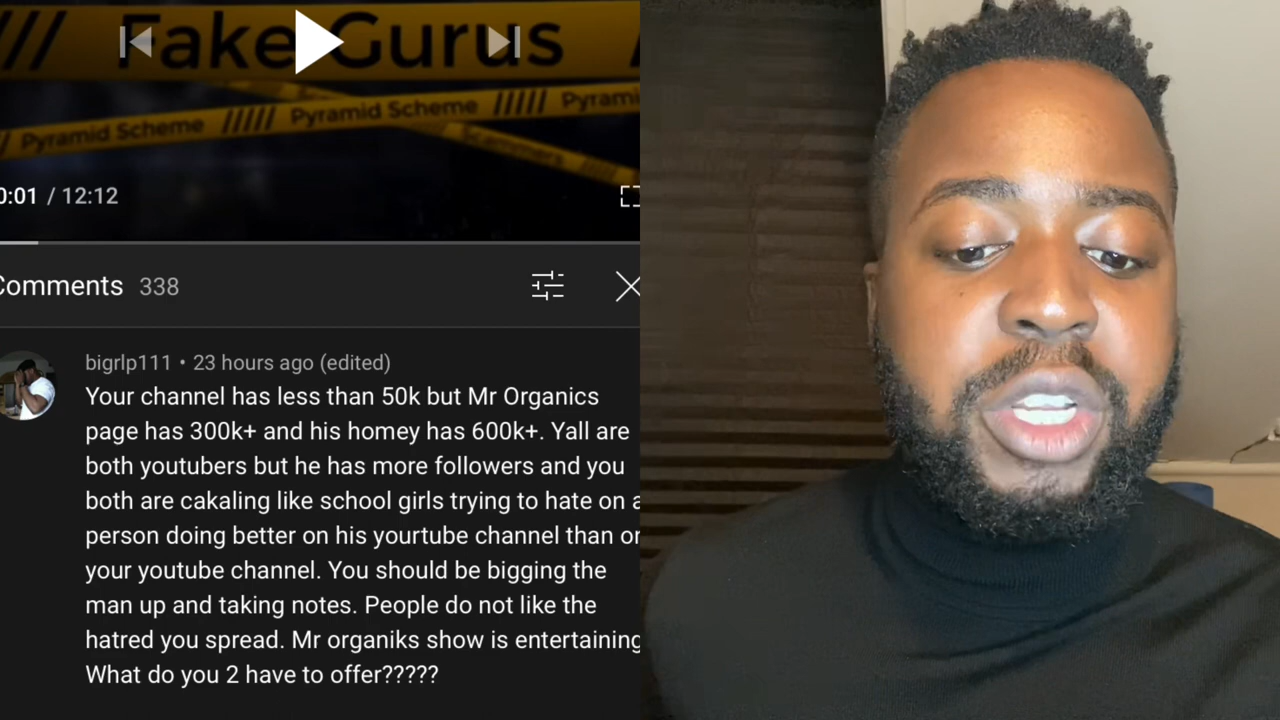 Fake Gurus
Pyramid Scheme ///// Pyramid Scheme ///// Pyrami
Scammers
0:01 / 12:12
Comments 338
bigrlp111 • 23 hours ago (edited)
Your channel has less than 50k but Mr Organics
page has 300k+ and his homey has 600k+. Yall are
both youtubers but he has more followers and you
both are cakaling like school girls trying to hate on a
person doing better on his yourtube channel than or
your youtube channel. You should be bigging the
man up and taking notes. People do not like the
hatred you spread. Mr organiks show is entertaining
What do you 2 have to offer?????